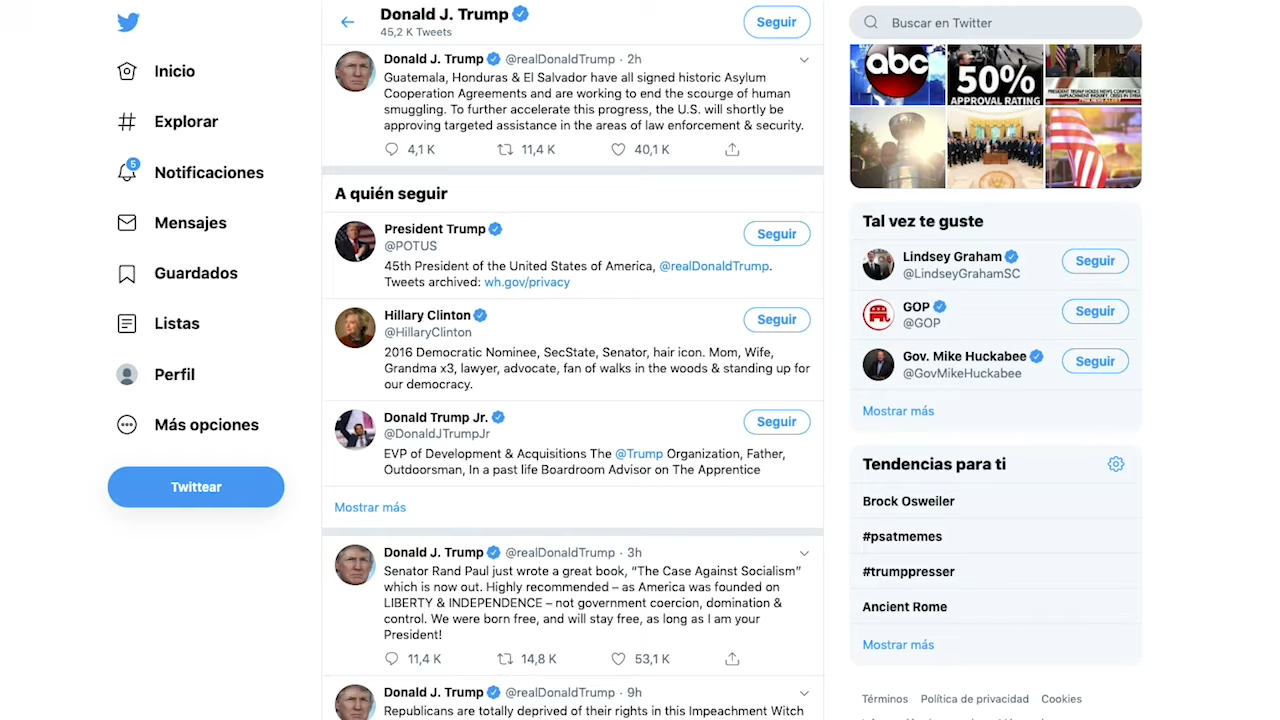 Inicio
Explorar
5
Notificaciones
Mensajes
Guardados
Listas
Perfil
Más opciones
Twittear
Donald J. Trump
45,2 K Tweets
Seguir
Donald J. Trump @realDonaldTrump · 2h
Guatemala, Honduras & El Salvador have all signed historic Asylum
Cooperation Agreements and are working to end the scourge of human
smuggling. To further accelerate this progress, the U.S. will shortly be
approving targeted assistance in the areas of law enforcement & security.
4,1 K 11,4 K 40,1 K
A quién seguir
President Trump
@POTUS
Seguir
45th President of the United States of America, @realDonaldTrump.
Tweets archived: wh.gov/privacy
Hillary Clinton
@HillaryClinton
Seguir
2016 Democratic Nominee, SecState, Senator, hair icon. Mom, Wife,
Grandma x3, lawyer, advocate, fan of walks in the woods & standing up for
our democracy.
Donald Trump Jr.
@DonaldJTrumpJr
Seguir
EVP of Development & Acquisitions The @Trump Organization, Father,
Outdoorsman, In a past life Boardroom Advisor on The Apprentice
Mostrar más
Donald J. Trump @realDonaldTrump · 3h
Senator Rand Paul just wrote a great book, “The Case Against Socialism”
which is now out. Highly recommended – as America was founded on
LIBERTY & INDEPENDENCE – not government coercion, domination &
control. We were born free, and will stay free, as long as I am your
President!
11,4 K 14,8 K 53,1 K
Donald J. Trump @realDonaldTrump · 9h
Republicans are totally deprived of their rights in this Impeachment Witch
Buscar en Twitter
abc
50%
APPROVAL RATING
PRESIDENT TRUMP HOLDS NEWS CONFERENCE
IMPEACHMENT INQUIRY, CRISIS IN SYRIA
Tal vez te guste
Lindsey Graham
@LindseyGrahamSC
Seguir
GOP
@GOP
Seguir
Gov. Mike Huckabee
@GovMikeHuckabee
Seguir
Mostrar más
Tendencias para ti
Brock Osweiler
#psatmemes
#trumppresser
Ancient Rome
Mostrar más
Términos Política de privacidad Cookies